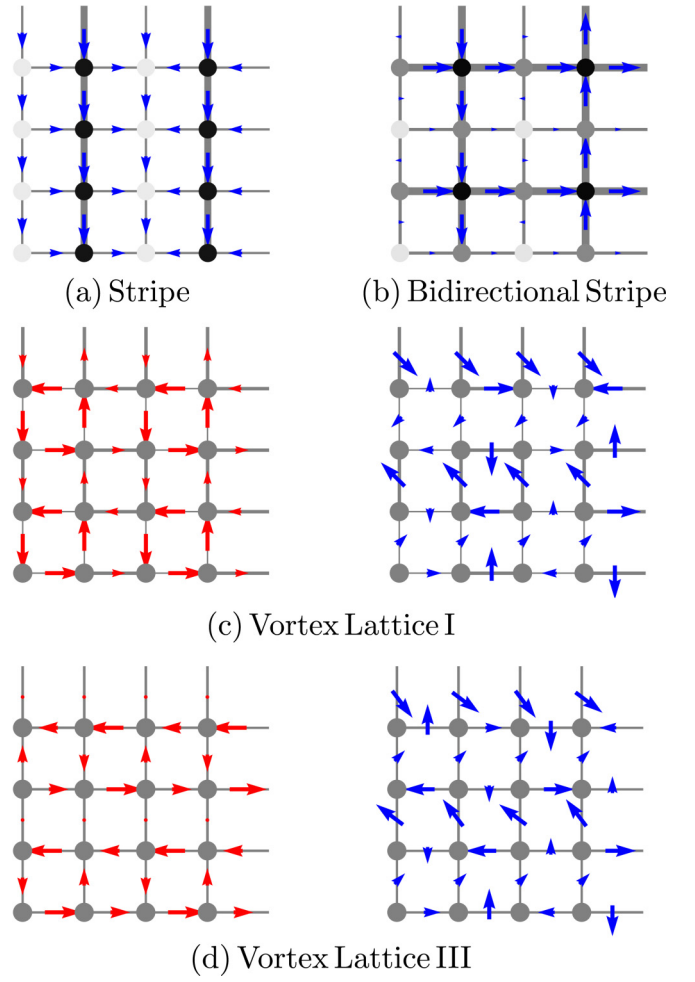 (a) Stripe
(b) Bidirectional Stripe
(c) Vortex Lattice I
(d) Vortex Lattice III